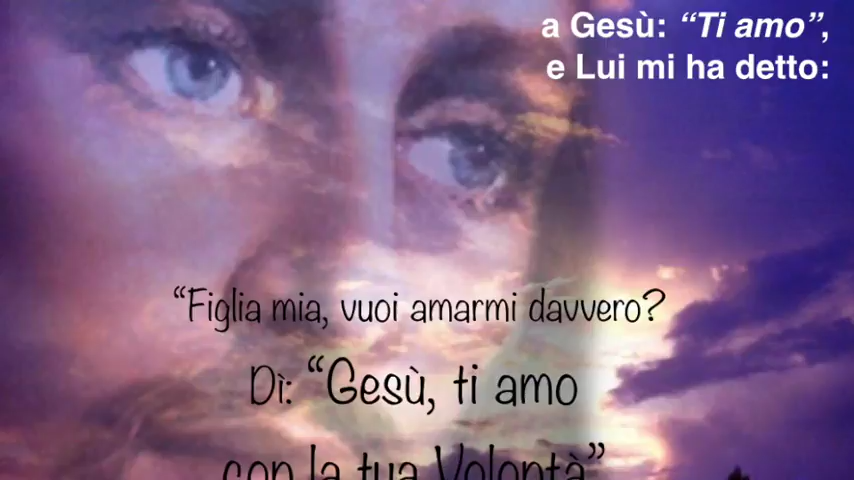 a Gesù: “Ti amo”,
e Lui mi ha detto:
“Figlia mia, vuoi amarmi davvero?
Dì: “Gesù, ti amo
con la tua Volontà”